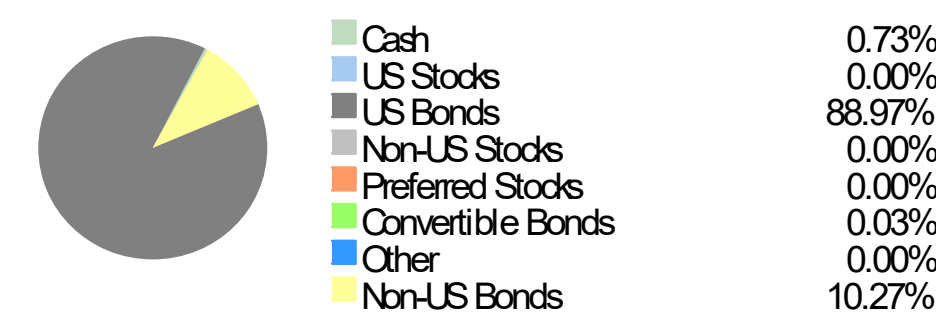 Cash 0.73%
US Stocks 0.00%
US Bonds 88.97%
Non-US Stocks 0.00%
Preferred Stocks 0.00%
Convertible Bonds 0.03%
Other 0.00%
Non-US Bonds 10.27%